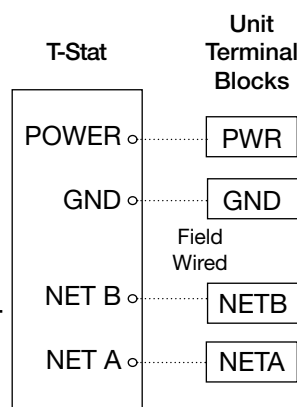 T-Stat
Unit
Terminal
Blocks
POWER
PWR
GND
GND
Field
Wired
NET B
NETB
NET A
NETA